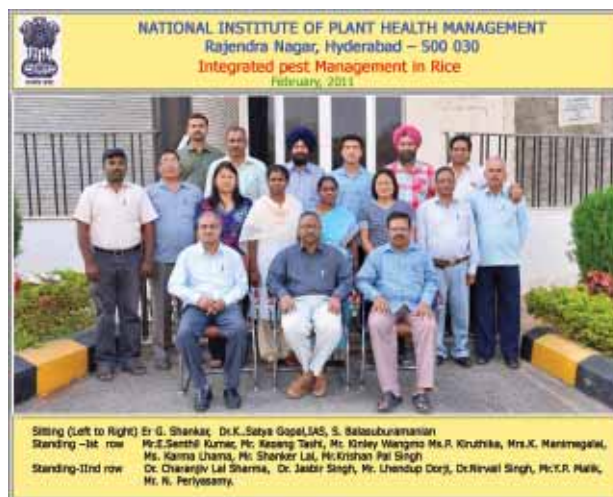 NATIONAL INSTITUTE OF PLANT HEALTH MANAGEMENT
Rajendra Nagar, Hyderabad – 500 030
Integrated pest Management in Rice
February, 2011
Sitting (Left to Right) Er G. Shankar, Dr.K..Satya Gopal,IAS, S. Balasuburamanian
Standing –Ist row Mr.E.Senthil Kumar, Mr. Kesang Tashi, Mr. Kinley Wangmo Ms.P. Kiruthika, Mrs.K. Manimegalai,
Ms. Karma Lhama, Mr. Shanker Lal, Mr.Krishan Pal Singh
Standing-IInd row Dr. Charanjiv Lal Sharma, Dr. Jasbir Singh, Mr. Lhendup Dorji, Dr.Nirvail Singh, Mr.Y.P. Malik,
Mr. N. Periyasamy.